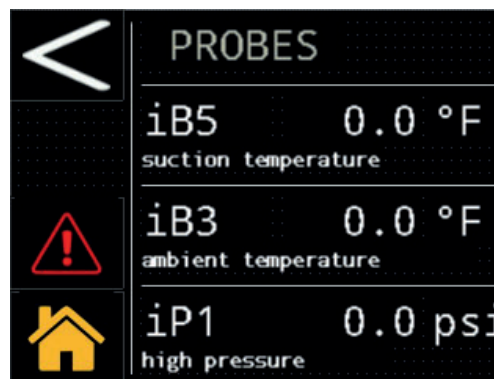 PROBES
iB5 0.0 °F
suction temperature
iB3 0.0 °F
ambient temperature
iP1 0.0 psi
high pressure